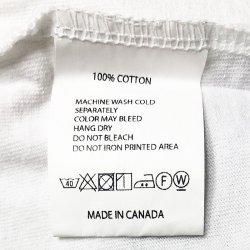 100% COTTON
MACHINE WASH COLD
SEPARATELY
COLOR MAY BLEED
HANG DRY
DO NOT BLEACH
DO NOT IRON PRINTED AREA
40 F W
MADE IN CANADA